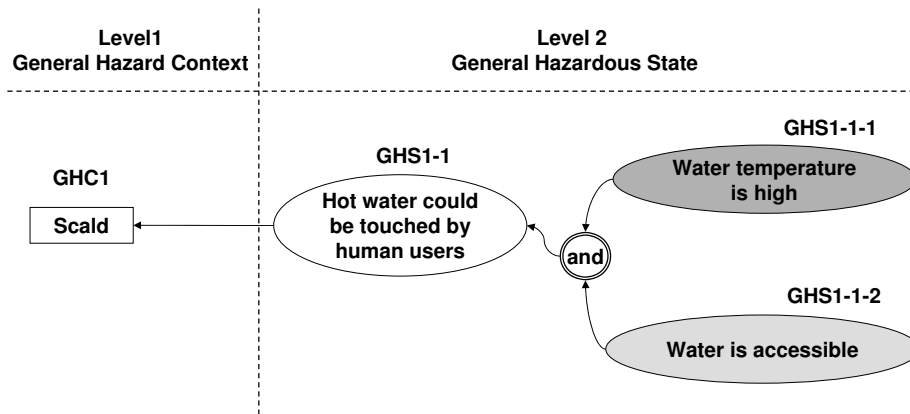 Level1
General Hazard Context
Level 2
General Hazardous State
GHC1
Scald
GHS1-1
Hot water could
be touched by
human users
and
GHS1-1-1
Water temperature
is high
GHS1-1-2
Water is accessible